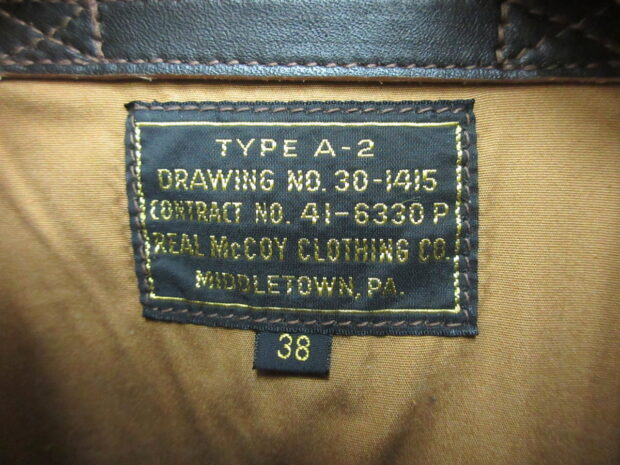 TYPE A-2
DRAWING NO. 30-1415
CONTRACT NO. 41-6330 P
REAL McCOY CLOTHING CO.
MIDDLETOWN, PA.
38